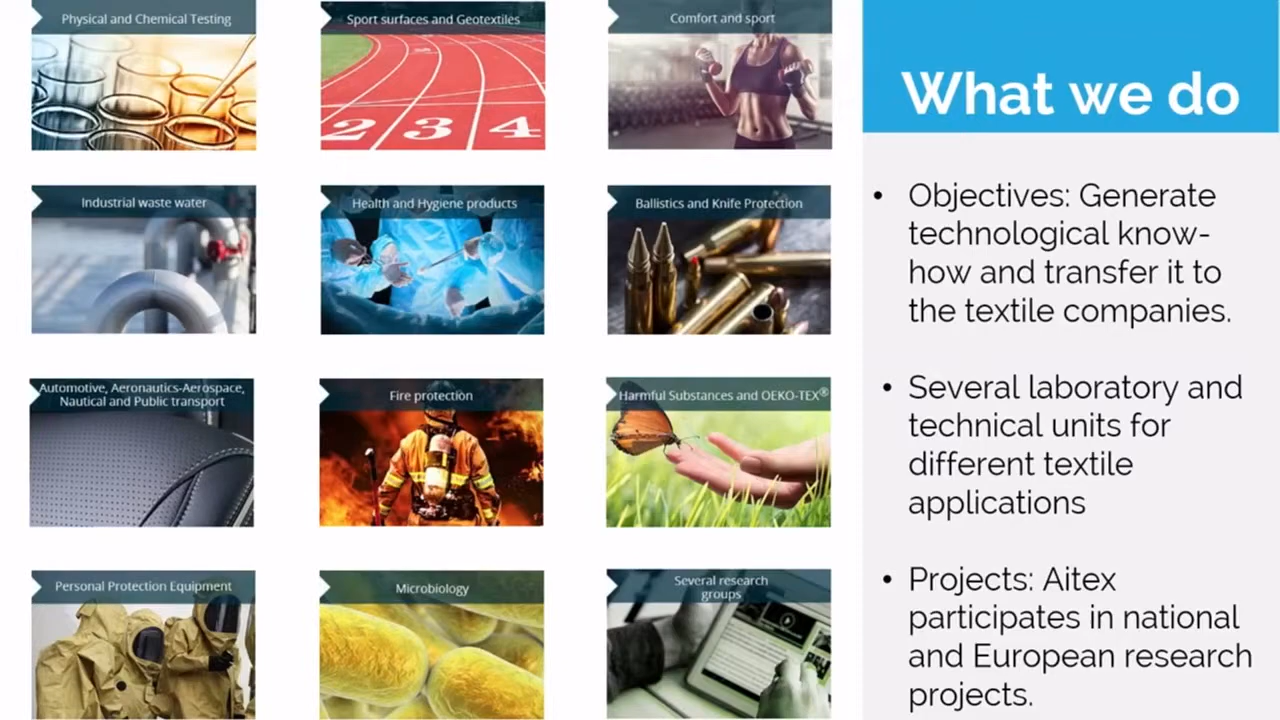 Physical and Chemical Testing
Sport surfaces and Geotextiles
Comfort and sport
2 3 4
Industrial waste water
Health and Hygiene products
Ballistics and Knife Protection
Automotive, Aeronautics-Aerospace,
Nautical and Public transport
Fire protection
Harmful Substances and OEKO-TEX®
Personal Protection Equipment
Microbiology
Several research
groups
What we do
• Objectives: Generate
technological know-
how and transfer it to
the textile companies.
• Several laboratory and
technical units for
different textile
applications
• Projects: Aitex
participates in national
and European research
projects.